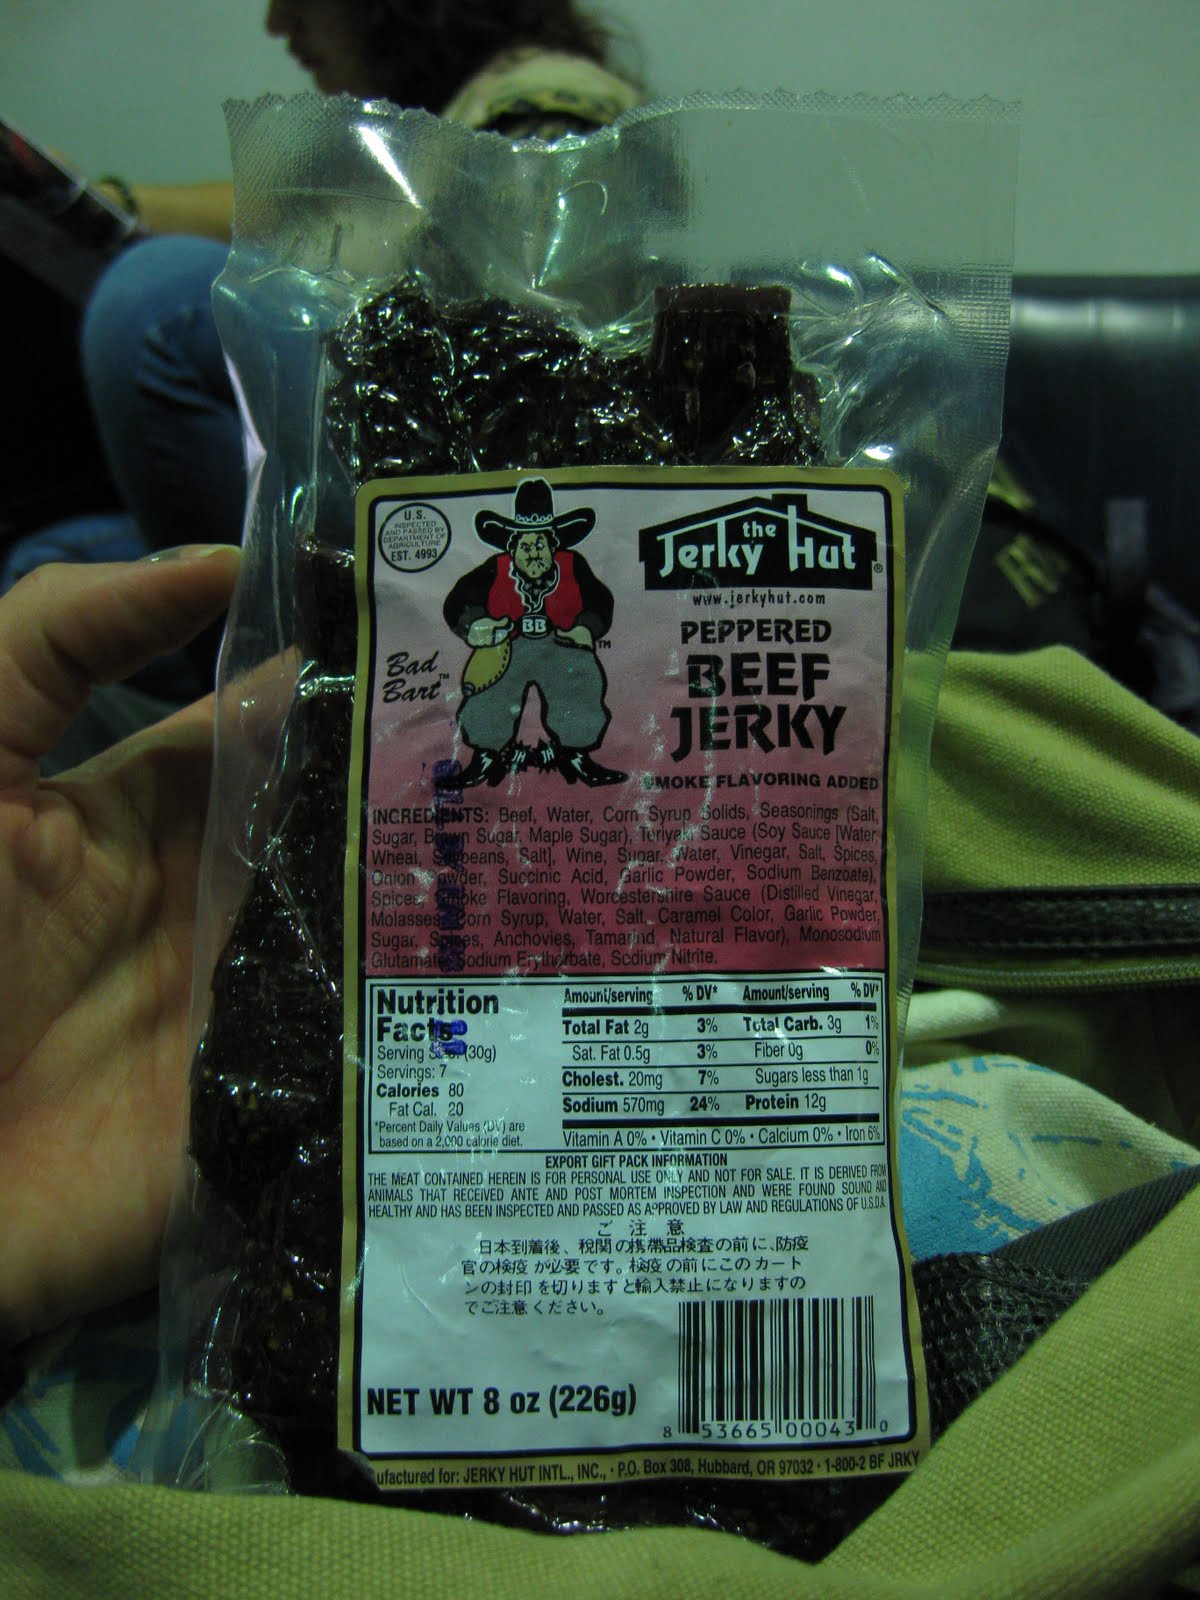 U.S.
INSPECTED
AND PASSED BY
DEPARTMENT OF
AGRICULTURE
EST. 4993
Bad
Bart™
BB
TM
JH JH
the
Jerky Hut®
www.jerkyhut.com
PEPPERED
BEEF
JERKY
SMOKE FLAVORING ADDED
INGREDIENTS: Beef, Water, Corn Syrup Solids, Seasonings (Salt,
Sugar, Brown Sugar, Maple Sugar), Teriyaki Sauce (Soy Sauce [Water,
Wheat, Soybeans, Salt], Wine, Sugar, Water, Vinegar, Salt, Spices,
Onion Powder, Succinic Acid, Garlic Powder, Sodium Benzoate),
Spices, Smoke Flavoring, Worcestershire Sauce (Distilled Vinegar,
Molasses, Corn Syrup, Water, Salt, Caramel Color, Garlic Powder,
Sugar, Spices, Anchovies, Tamarind, Natural Flavor), Monosodium
Glutamate, Sodium Erythorbate, Sodium Nitrite.
Nutrition
Facts
Serving (30g)
Servings: 7
Calories 80
Fat Cal. 20
*Percent Daily Values (DV) are
based on a 2,000 calorie diet.
Amount/serving % DV* Amount/serving % DV*
Total Fat 2g 3% Total Carb. 3g 1%
Sat. Fat 0.5g 3% Fiber 0g 0%
Cholest. 20mg 7% Sugars less than 1g
Sodium 570mg 24% Protein 12g
Vitamin A 0% • Vitamin C 0% • Calcium 0% • Iron 6%
EXPORT GIFT PACK INFORMATION
THE MEAT CONTAINED HEREIN IS FOR PERSONAL USE ONLY AND NOT FOR SALE. IT IS DERIVED FROM
ANIMALS THAT RECEIVED ANTE AND POST MORTEM INSPECTION AND WERE FOUND SOUND AND
HEALTHY AND HAS BEEN INSPECTED AND PASSED AS APPROVED BY LAW AND REGULATIONS OF U.S.D.A.
ご 注 意
日本到着後、税関の携帯品検査の前に、防疫
官の検疫が必要です。検疫の前にこのカート
ンの封印を切りますと輸入禁止になりますの
でご注意ください。
NET WT 8 oz (226g)
8 53665 00043 0
ufactured for: JERKY HUT INTL., INC., • P.O. Box 308, Hubbard, OR 97032 • 1-800-2 BF JRKY